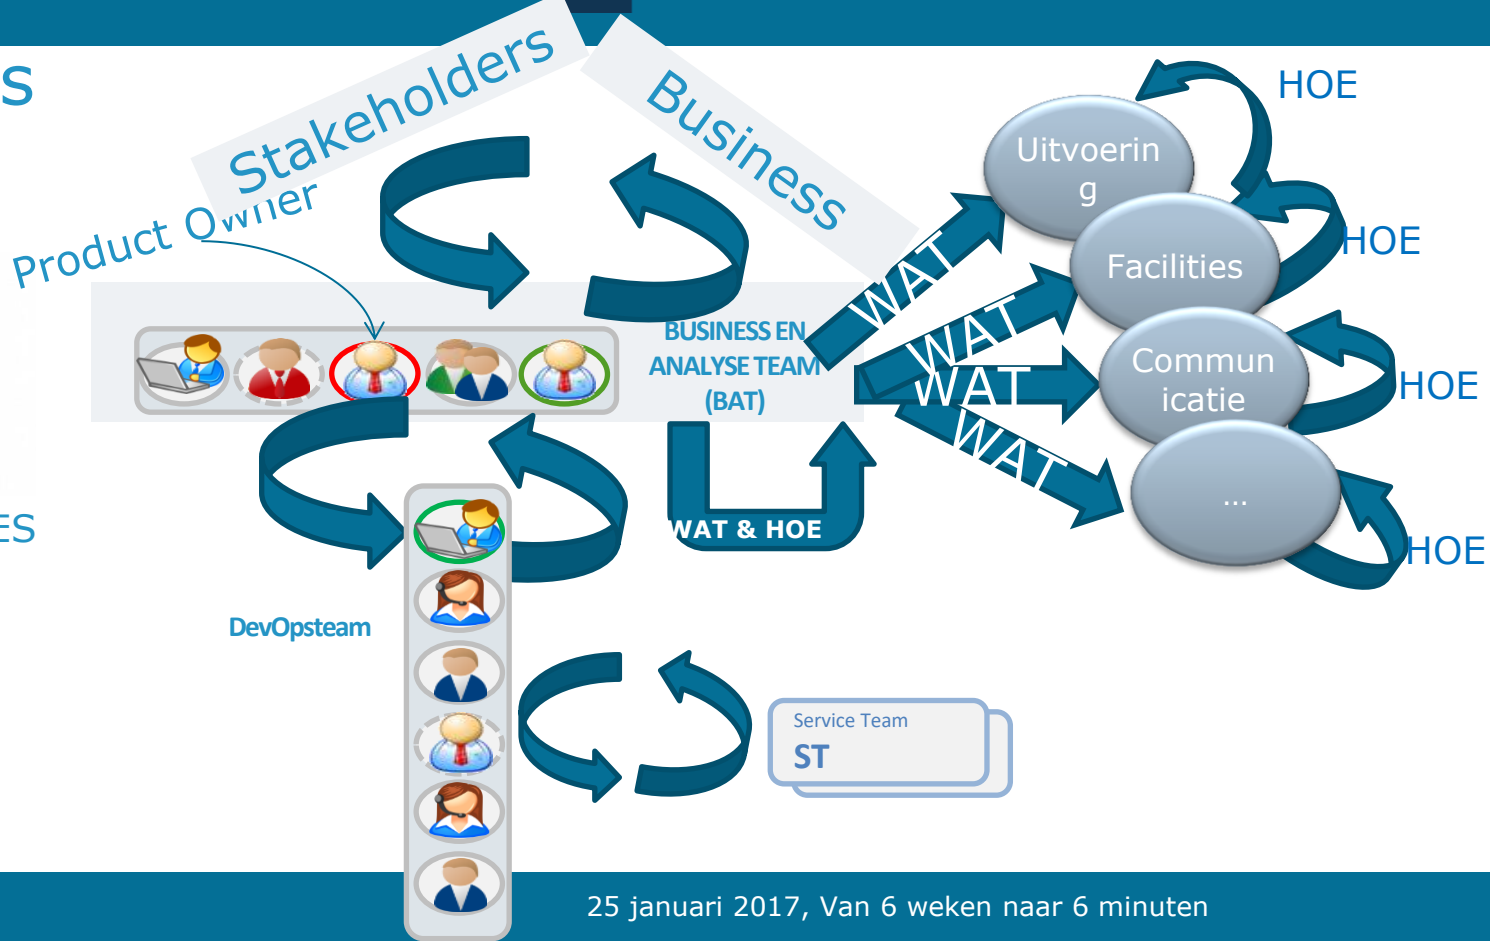 s
Stakeholders
Business
Product Owner
HOE
Uitvoerin
g
WAT
HOE
Facilities
WAT
BUSINESS EN
ANALYSE TEAM
(BAT)
Commun
icatie
WAT
HOE
WAT
...
ES
WAT & HOE
HOE
DevOpsteam
Service Team
ST
25 januari 2017, Van 6 weken naar 6 minuten